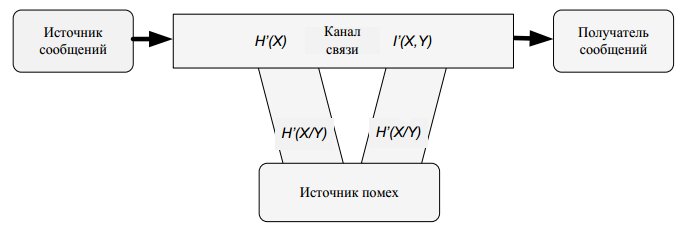 Источник
сообщений
H'(X)
Канал
связи
I'(X,Y)
Получатель
сообщений
H'(X/Y)
H'(X/Y)
Источник помех